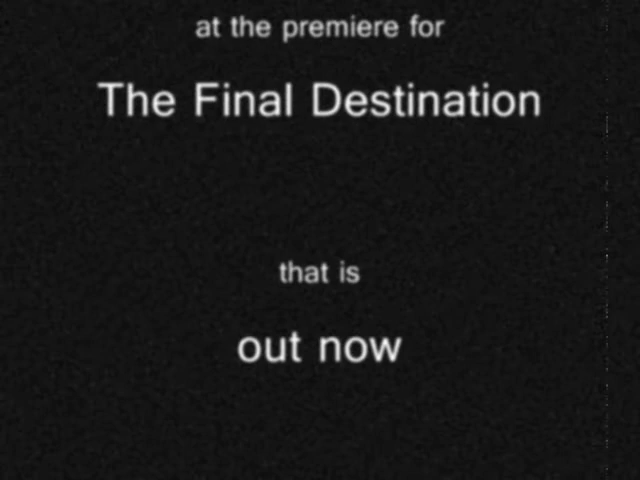 at the premiere for
The Final Destination
that is
out now